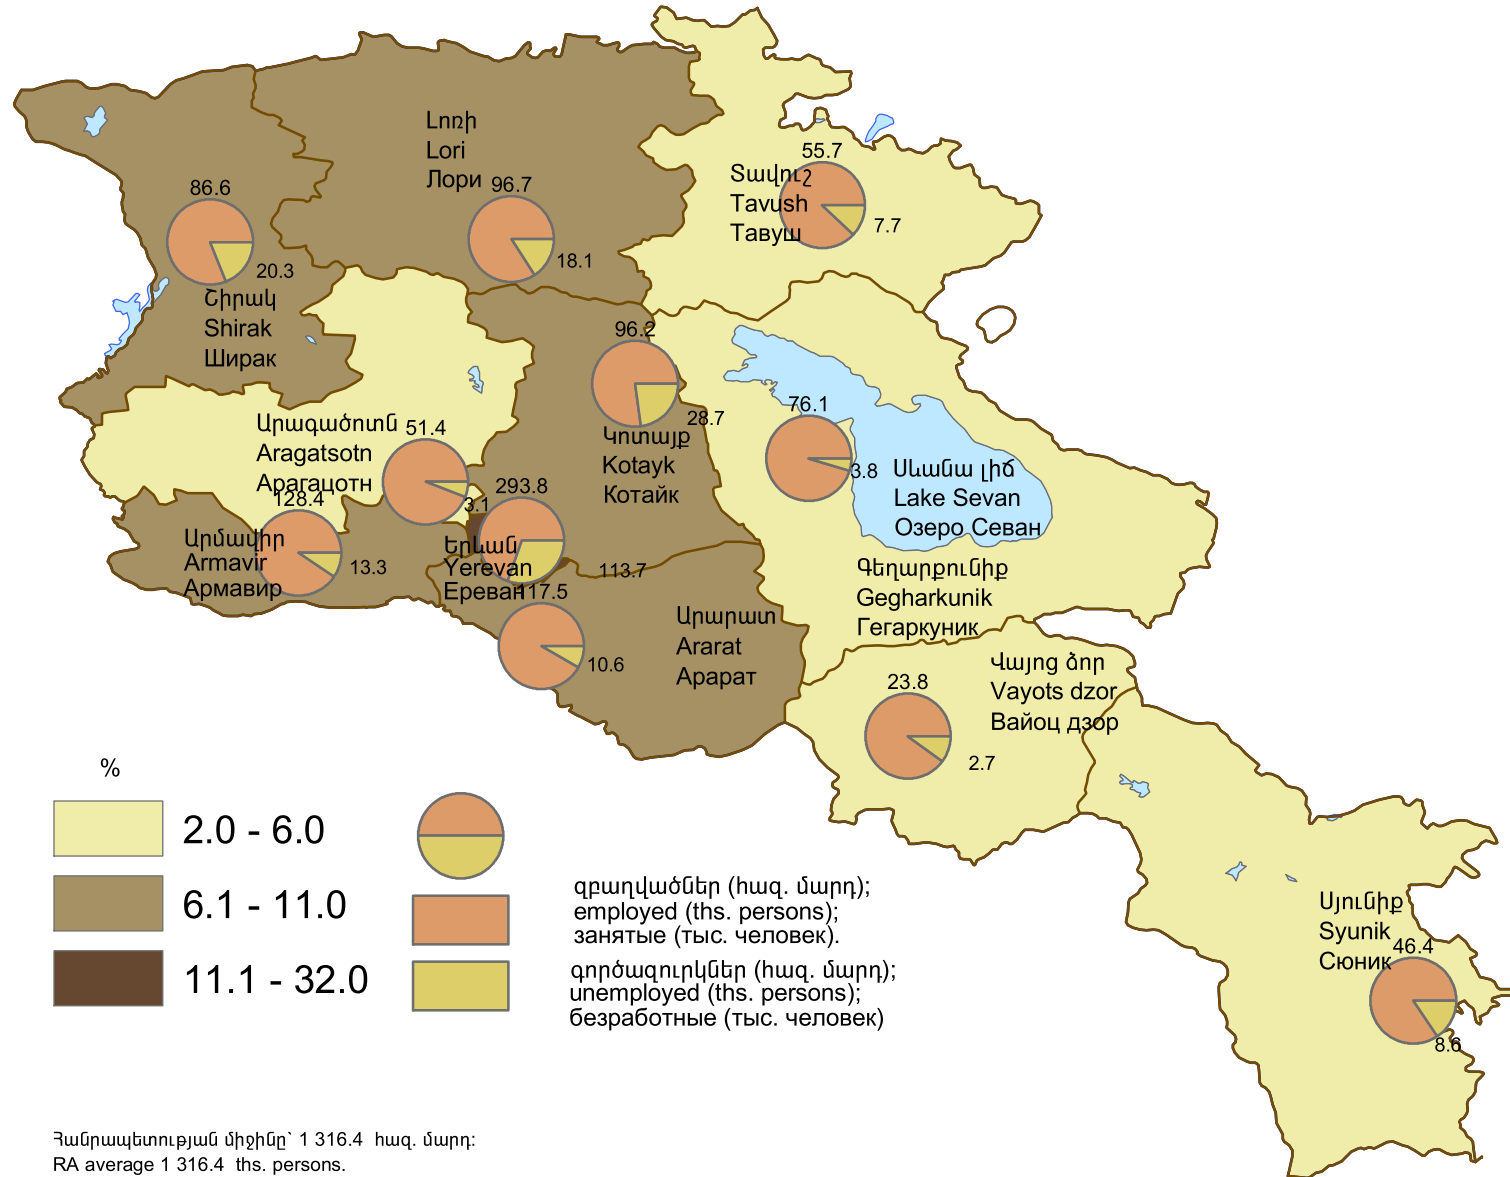 Լոռի
Lori
Лори
96.7
18.1
86.6
20.3
Շիրակ
Shirak
Ширак
55.7
Տավուշ
Tavush
Тавуш
7.7
96.2
28.7
Կոտայք
Kotayk
Котайк
Արագածոտն
Aragatsotn
Арагацотн
51.4
3.1
76.1
3.8
Սևանա լիճ
Lake Sevan
Озеро Севан
128.4
Արմավիր
Armavir
Армавир
13.3
293.8
Երևան
Yerevan
Ереван
113.7
117.5
10.6
Արարատ
Ararat
Арарат
Գեղարքունիք
Gegharkunik
Гегаркуник
Վայոց ձոր
Vayots dzor
Вайоц дзор
23.8
2.7
Սյունիք
Syunik
Сюник
46.4
8.6
%
2.0 - 6.0
6.1 - 11.0
11.1 - 32.0
զբաղվածներ (հազ. մարդ);
employed (ths. persons);
занятые (тыс. человек).
գործազուրկներ (հազ. մարդ);
unemployed (ths. persons);
безработные (тыс. человек)
Հանրապետության միջինը՝ 1 316.4 հազ. մարդ:
RA average 1 316.4 ths. persons.